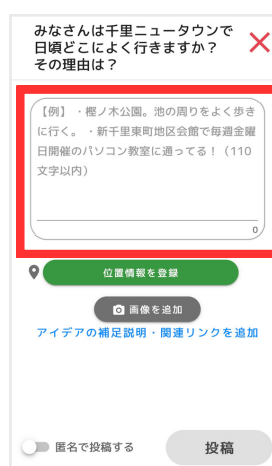 みなさんは千里ニュータウンで
日頃どこによく行きますか？
その理由は？
【例】・樫ノ木公園。池の周りをよく歩き
に行く。 ・新千里東町地区会館で毎週金曜
日開催のパソコン教室に通ってる！（110
文字以内）
0
位置情報を登録
画像を追加
アイデアの補足説明・関連リンクを追加
匿名で投稿する
投稿